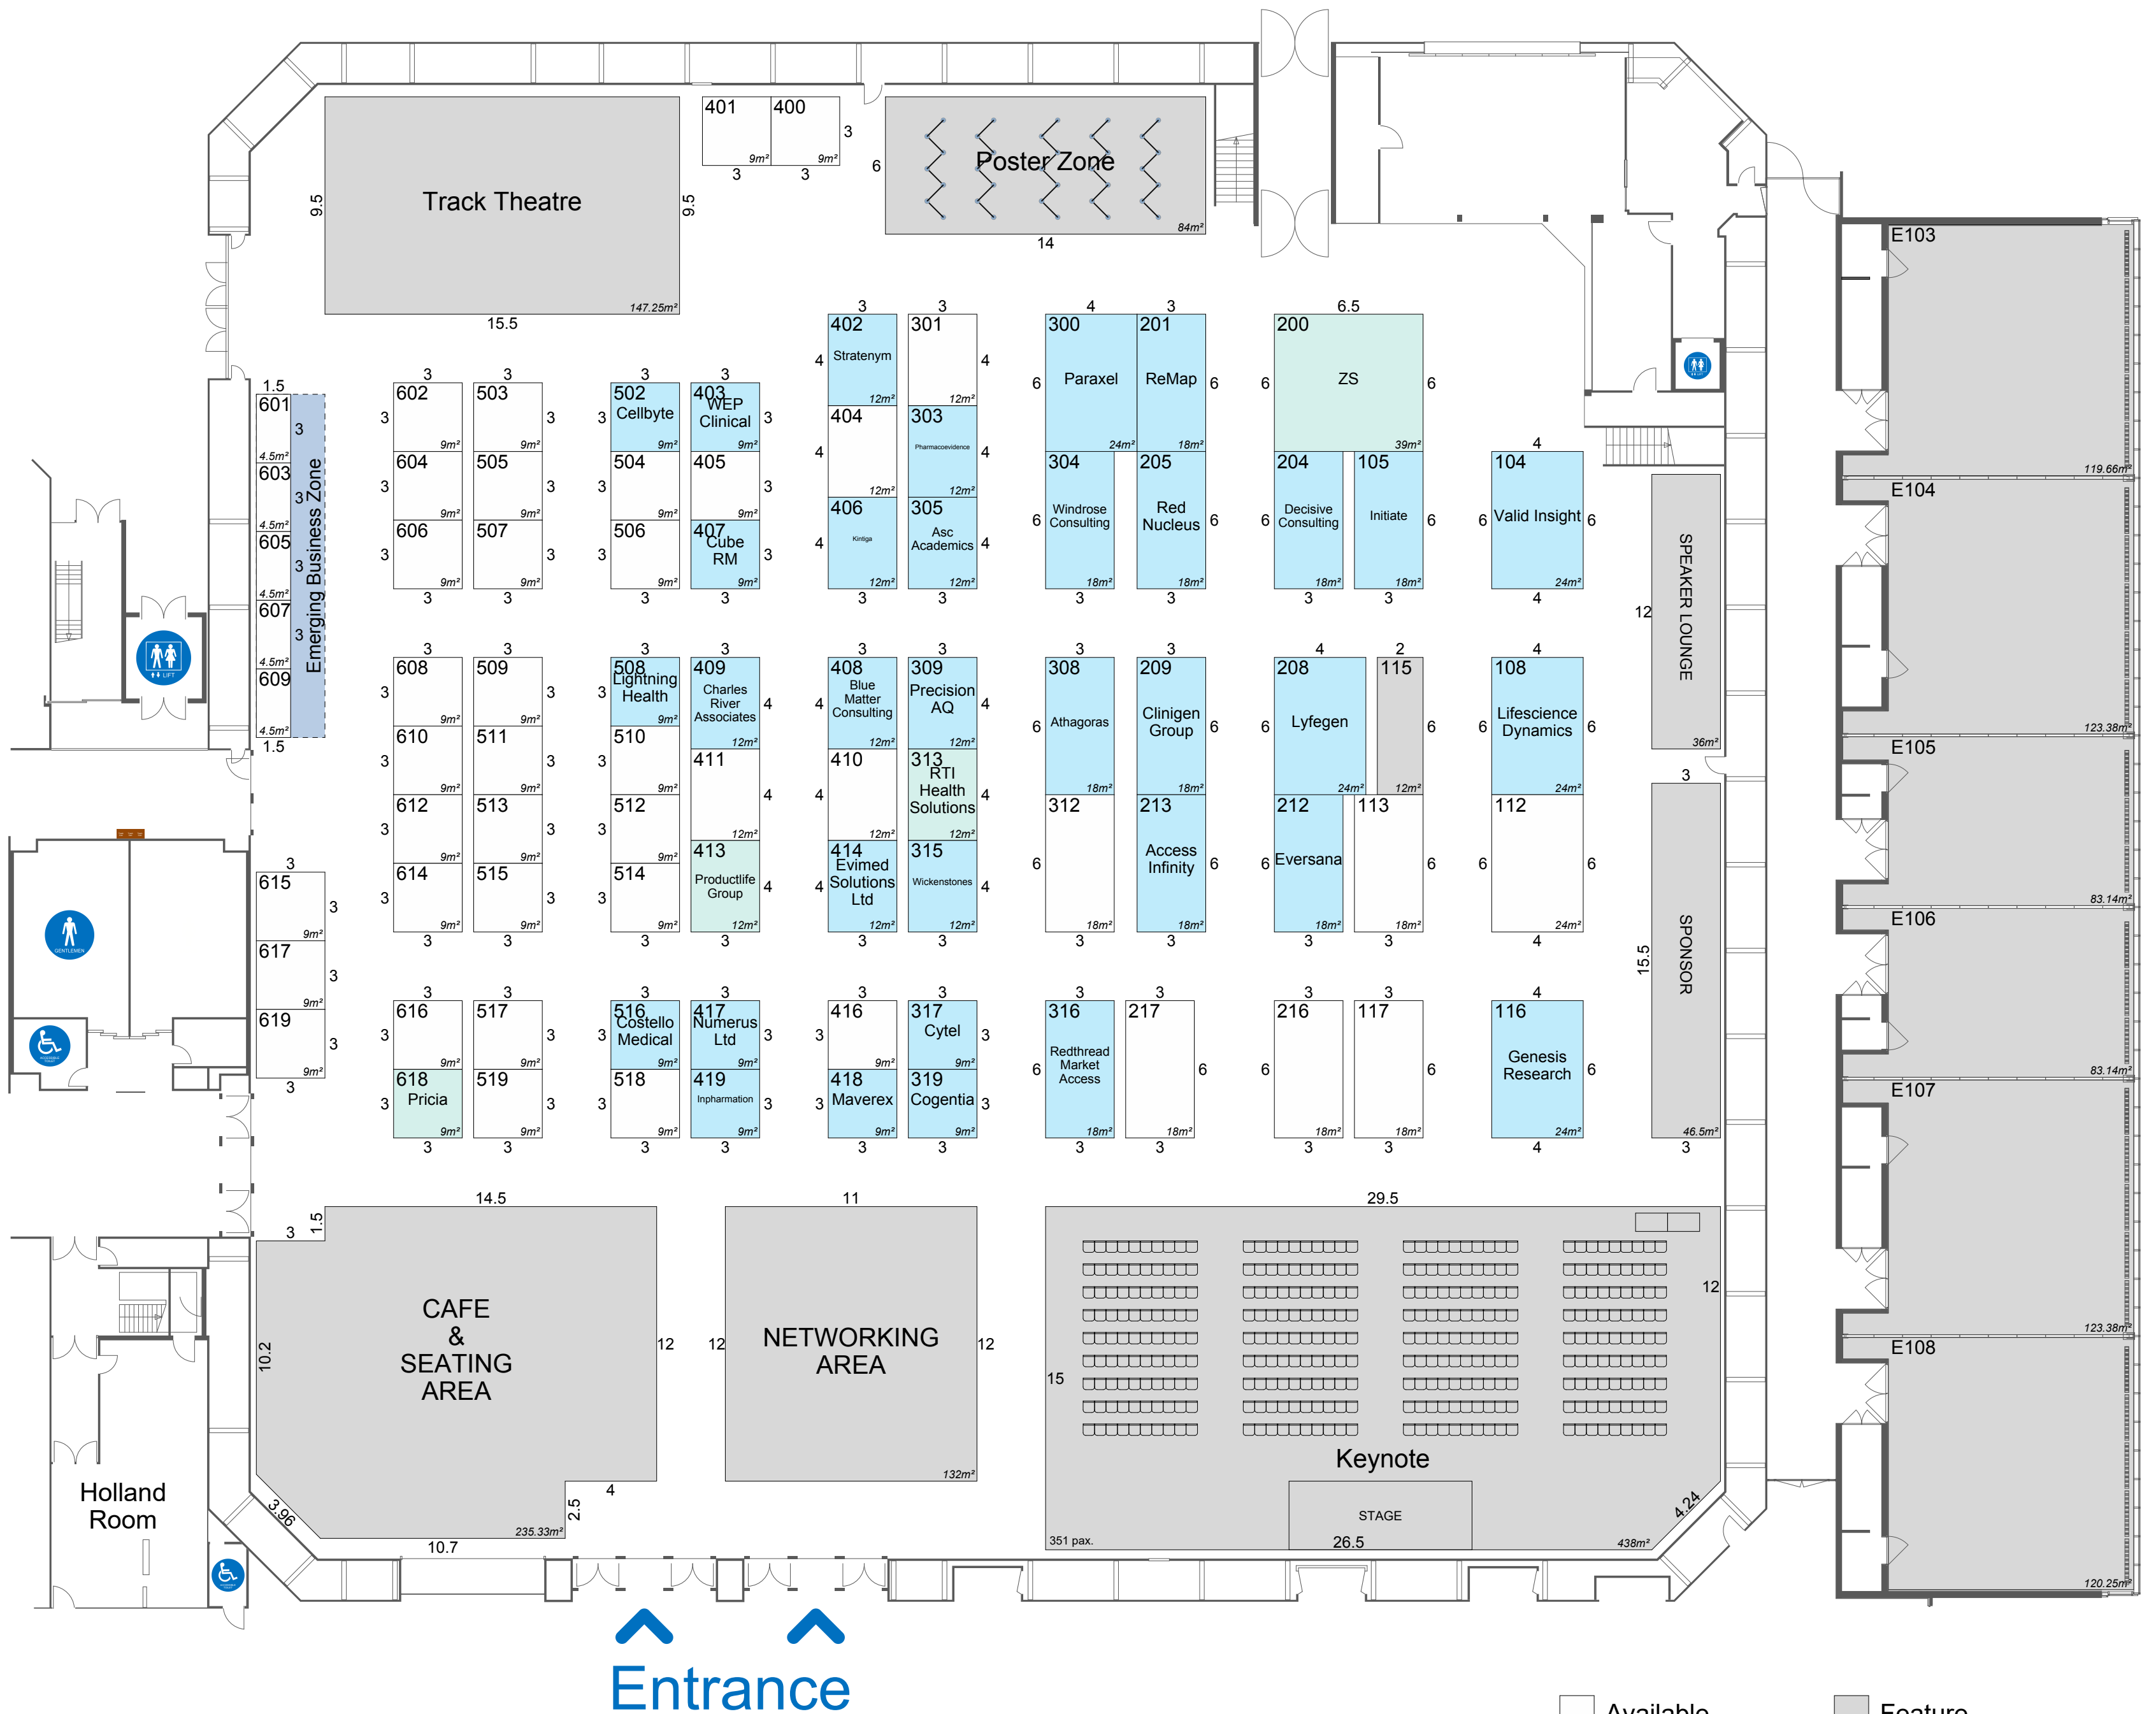 401
400
9m²
9m²
3
3
3
Track Theatre
9.5
9.5
147.25m²
15.5
Poster Zone
6
84m²
14
E103
119.66m²
E104
123.38m²
E105
83.14m²
E106
83.14m²
E107
123.38m²
E108
120.25m²
3
3
4
3
6.5
402
Stratenym
12m²
4
301
12m²
4
300
Paraxel
24m²
6
201
ReMap
18m²
6
200
ZS
39m²
6
6
3
3
3
3
602
9m²
3
503
9m²
3
502
Cellbyte
9m²
403
WEP
Clinical
9m²
3
404
12m²
4
303
Pharmacoevidence
12m²
4
604
9m²
3
505
9m²
3
504
9m²
3
405
9m²
3
304
Windrose
Consulting
18m²
6
205
Red
Nucleus
18m²
6
204
Decisive
Consulting
18m²
6
105
Initiate
18m²
6
4
104
Valid Insight
24m²
6
6
606
9m²
3
507
9m²
3
506
9m²
3
407
Cube
RM
9m²
3
406
Kintiga
12m²
4
305
Asc
Academics
12m²
4
3
3
3
3
3
3
3
3
3
3
4
1.5
601
4.5m²
3
603
4.5m²
3
605
4.5m²
3
607
4.5m²
3
609
4.5m²
1.5
Emerging Business Zone
LIFT
SPEAKER LOUNGE
12
36m²
3
3
3
3
3
3
3
3
4
2
4
608
9m²
3
509
9m²
3
508
Lightning
Health
9m²
3
409
Charles
River
Associates
12m²
4
408
Blue
Matter
Consulting
12m²
309
Precision
AQ
12m²
4
308
Athagoras
18m²
6
209
Clinigen
Group
18m²
6
208
Lyfegen
24m²
6
115
12m²
6
108
Lifescience
Dynamics
24m²
6
6
610
9m²
3
511
9m²
3
510
9m²
3
411
12m²
4
410
12m²
4
313
RTI
Health
Solutions
12m²
4
612
9m²
3
513
9m²
3
512
9m²
3
312
18m²
6
213
Access
Infinity
18m²
6
212
Eversana
18m²
6
113
18m²
6
112
24m²
6
6
614
9m²
3
515
9m²
3
514
9m²
3
413
Productlife
Group
12m²
4
414
Evimed
Solutions
Ltd
12m²
4
315
Wickenstones
12m²
4
3
3
3
3
3
3
3
3
3
3
4
3
615
9m²
3
617
9m²
3
619
9m²
3
3
GENTLEMEN
3
SPONSOR
15.5
46.5m²
3
3
3
3
3
3
3
3
3
3
3
4
616
9m²
517
9m²
516
Costello
Medical
9m²
417
Numerus
Ltd
9m²
3
416
9m²
317
Cytel
9m²
3
316
Redthread
Market
Access
18m²
6
217
18m²
6
216
18m²
6
117
18m²
6
116
Genesis
Research
24m²
6
618
Pricia
9m²
3
519
9m²
3
518
9m²
3
419
Inpharmation
9m²
3
418
Maverex
9m²
3
319
Cogentia
9m²
3
3
3
3
3
3
3
3
3
3
3
4
14.5
11
29.5
3
1.5
CAFE
&
SEATING
AREA
10.2
12
3.96
10.7
235.33m²
2.5
4
NETWORKING
AREA
12
12
132m²
Keynote
15
12
4.24
STAGE
26.5
351 pax.
438m²
Holland
Room
Entrance
Available
Feature